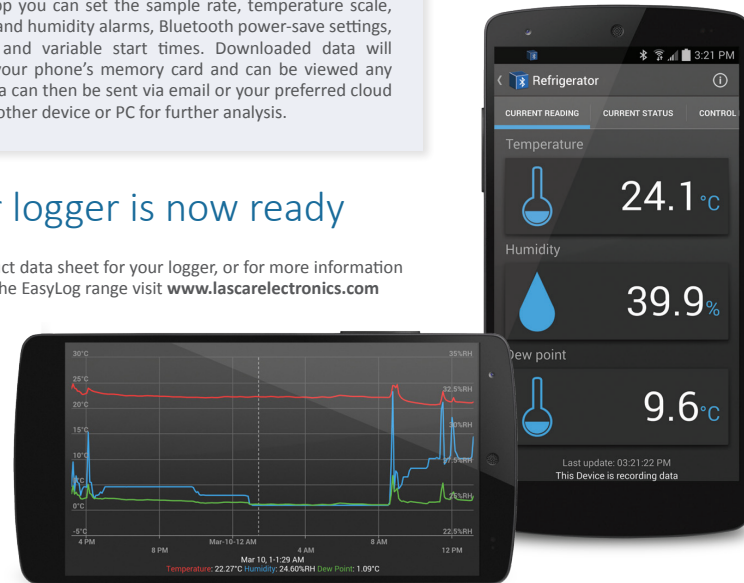 pp you can set the sample rate, temperature scale,
and humidity alarms, Bluetooth power-save settings,
and variable start times. Downloaded data will
your phone's memory card and can be viewed any
a can then be sent via email or your preferred cloud
other device or PC for further analysis.
logger is now ready
ct data sheet for your logger, or for more information
he EasyLog range visit www.lascarelectronics.com
3:21 PM
Refrigerator
CURRENT READING CURRENT STATUS CONTROL
Temperature
24.1°C
Humidity
39.9%
Dew point
9.6°C
Last update: 03:21:22 PM
This Device is recording data
30°C 35%RH
25°C 32.5%RH
20°C 30%RH
15°C
10°C
0°C
-5°C 22.5%RH
4 PM 8 PM Mar-10-12 AM 4 AM 8 AM 12 PM
Mar 10, 1-1:29 AM
Temperature: 22.27°C Humidity: 24.60%RH Dew Point: 1.09°C